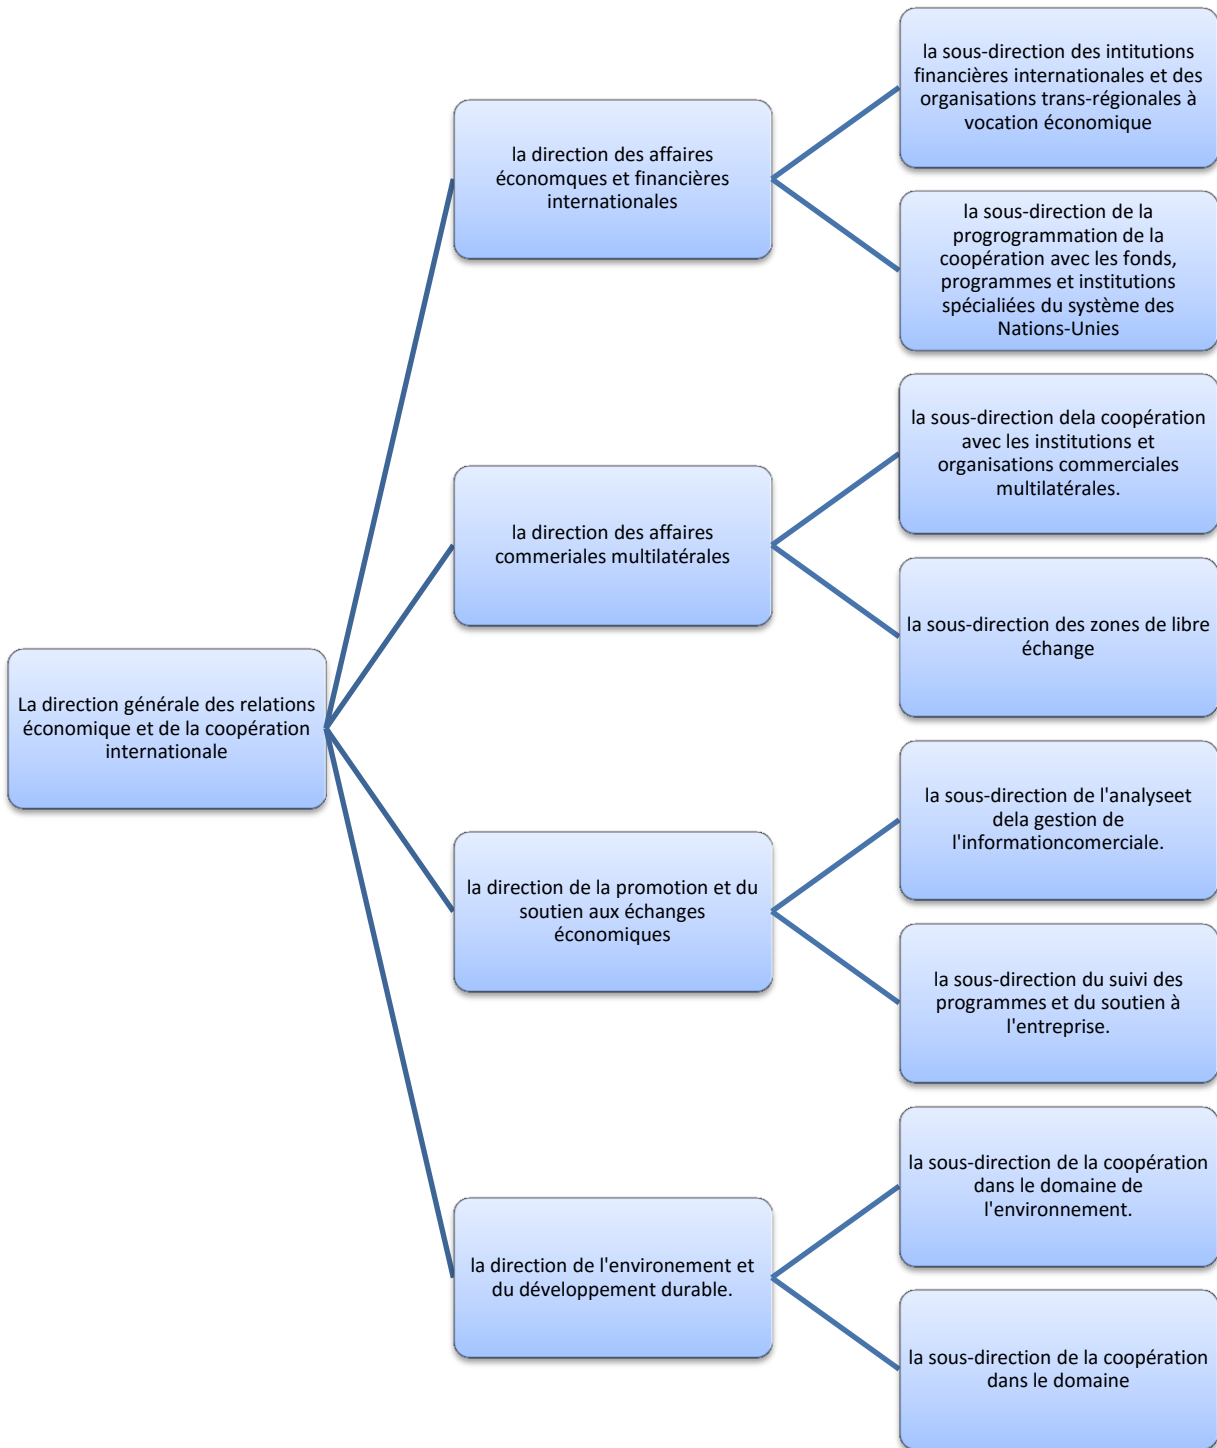 La direction générale des relations
économique et de la coopération
internationale
la direction des affaires
économques et financières
internationales
la sous-direction des intitutions
financières internationales et des
organisations trans-régionales à
vocation économique
la sous-direction de la
progrogrammation de la
coopération avec les fonds,
programmes et institutions
spécialiées du système des
Nations-Unies
la direction des affaires
commeriales multilatérales
la sous-direction dela coopération
avec les institutions et
organisations commerciales
multilatérales.
la sous-direction des zones de libre
échange
la direction de la promotion et du
soutien aux échanges
économiques
la sous-direction de l'analyseet
dela gestion de
l'informationcomerciale.
la sous-direction du suivi des
programmes et du soutien à
l'entreprise.
la direction de l'environement et
du développement durable.
la sous-direction de la coopération
dans le domaine de
l'environnement.
la sous-direction de la coopération
dans le domaine